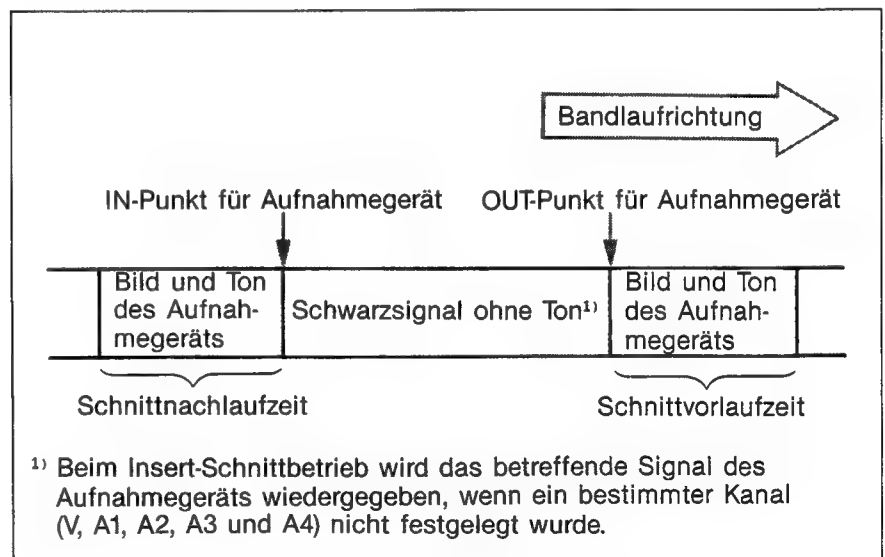 Bandlaufrichtung
IN-Punkt für Aufnahmegerät OUT-Punkt für Aufnahmegerät
Bild und Ton
des Aufnah-
megeräts
Schwarzsignal ohne Ton¹⁾
Bild und Ton
des Aufnah-
megeräts
Schnittnachlaufzeit Schnittvorlaufzeit
¹⁾ Beim Insert-Schnittbetrieb wird das betreffende Signal des
Aufnahmegeräts wiedergegeben, wenn ein bestimmter Kanal
(V, A1, A2, A3 und A4) nicht festgelegt wurde.